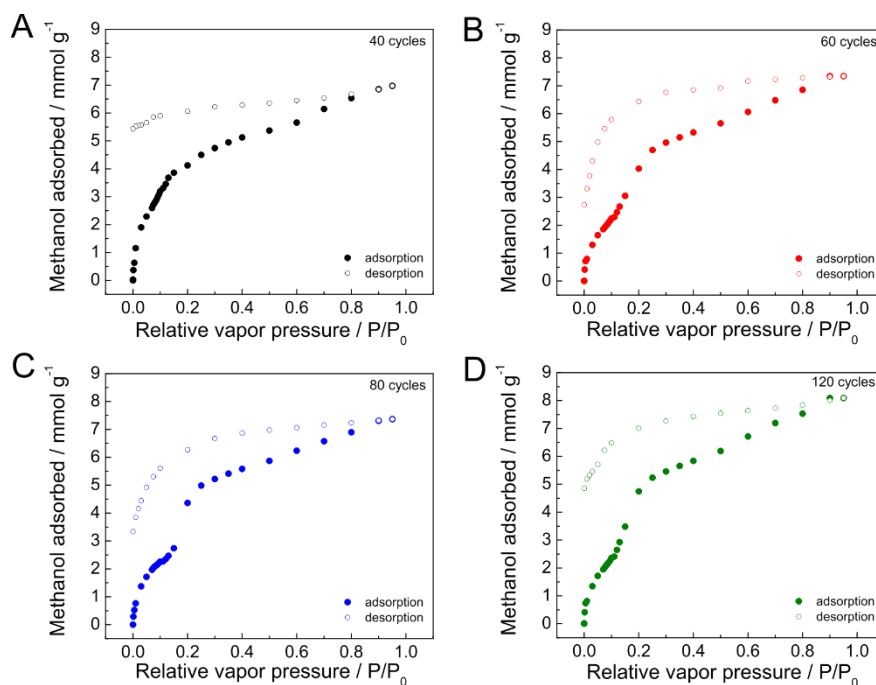 A
40 cycles
Methanol adsorbed / mmol g⁻¹
9
8
7
6
5
4
3
2
1
0
adsorption
desorption
0.0 0.2 0.4 0.6 0.8 1.0
Relative vapor pressure / P/P₀
B
60 cycles
Methanol adsorbed / mmol g⁻¹
9
8
7
6
5
4
3
2
1
0
adsorption
desorption
0.0 0.2 0.4 0.6 0.8 1.0
Relative vapor pressure / P/P₀
C
80 cycles
Methanol adsorbed / mmol g⁻¹
9
8
7
6
5
4
3
2
1
0
adsorption
desorption
0.0 0.2 0.4 0.6 0.8 1.0
Relative vapor pressure / P/P₀
D
120 cycles
Methanol adsorbed / mmol g⁻¹
9
8
7
6
5
4
3
2
1
0
adsorption
desorption
0.0 0.2 0.4 0.6 0.8 1.0
Relative vapor pressure / P/P₀